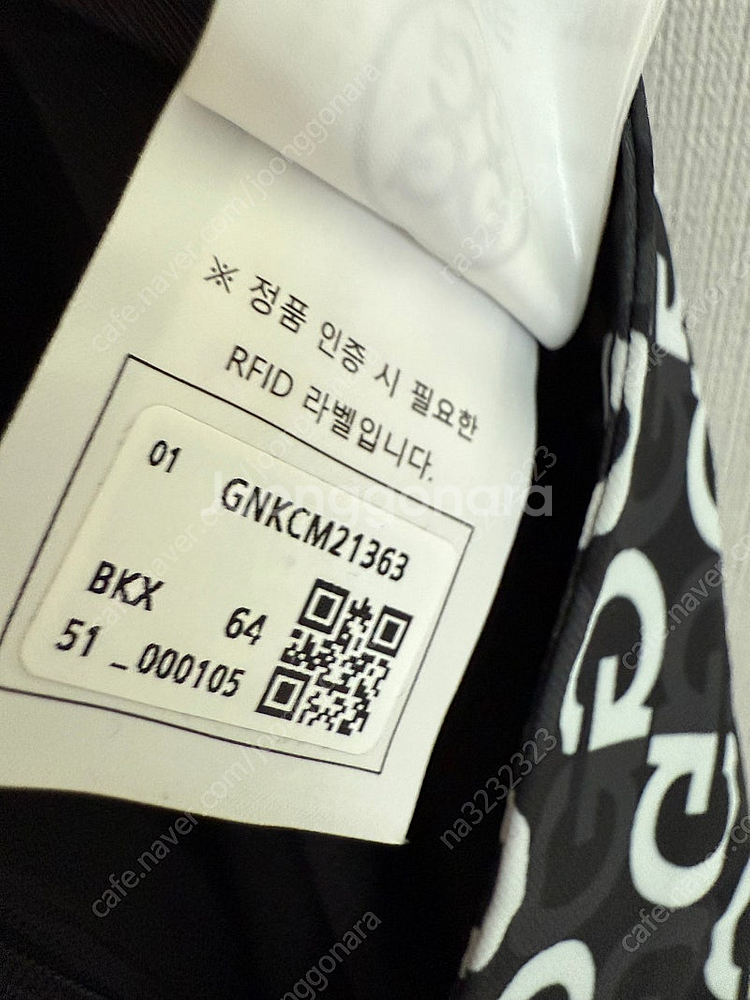 ※ 정품 인증 시 필요한
RFID 라벨입니다.
01 GNKCM21363
BKX 64
51 _ 000105
Joonggonara
cafe.naver.com/joonggonara
na3232323